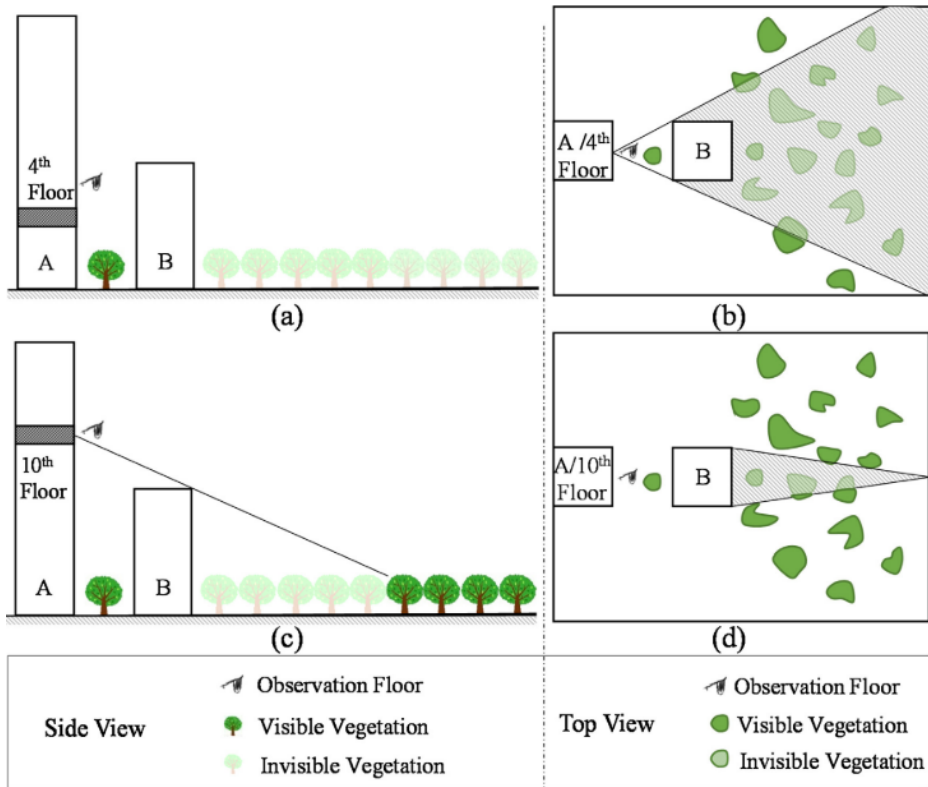 4th
Floor
A
B
(a)
A /4th
Floor
B
(b)
10th
Floor
A
B
(c)
A/10th
Floor
B
(d)
Side View
Observation Floor
Visible Vegetation
Invisible Vegetation
Top View
Observation Floor
Visible Vegetation
Invisible Vegetation